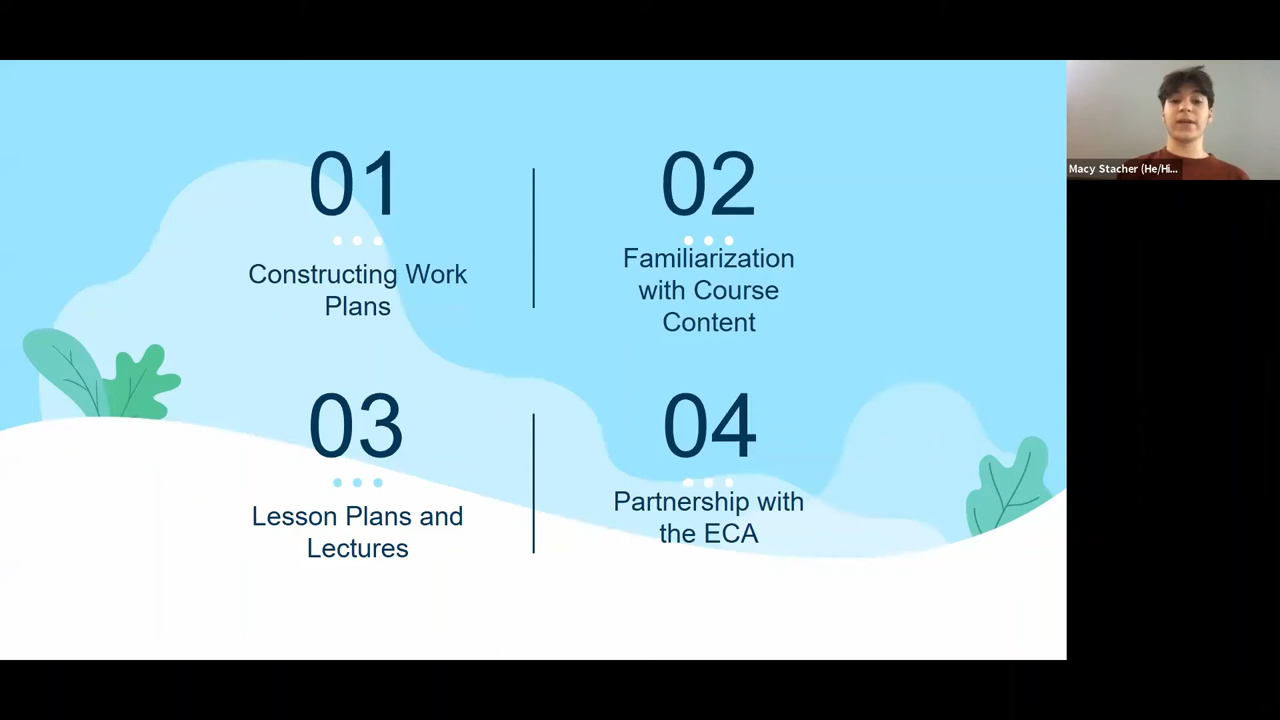 01
Constructing Work
Plans
02
Familiarization
with Course
Content
03
Lesson Plans and
Lectures
04
Partnership with
the ECA
Macy Stacher (He/Hi...